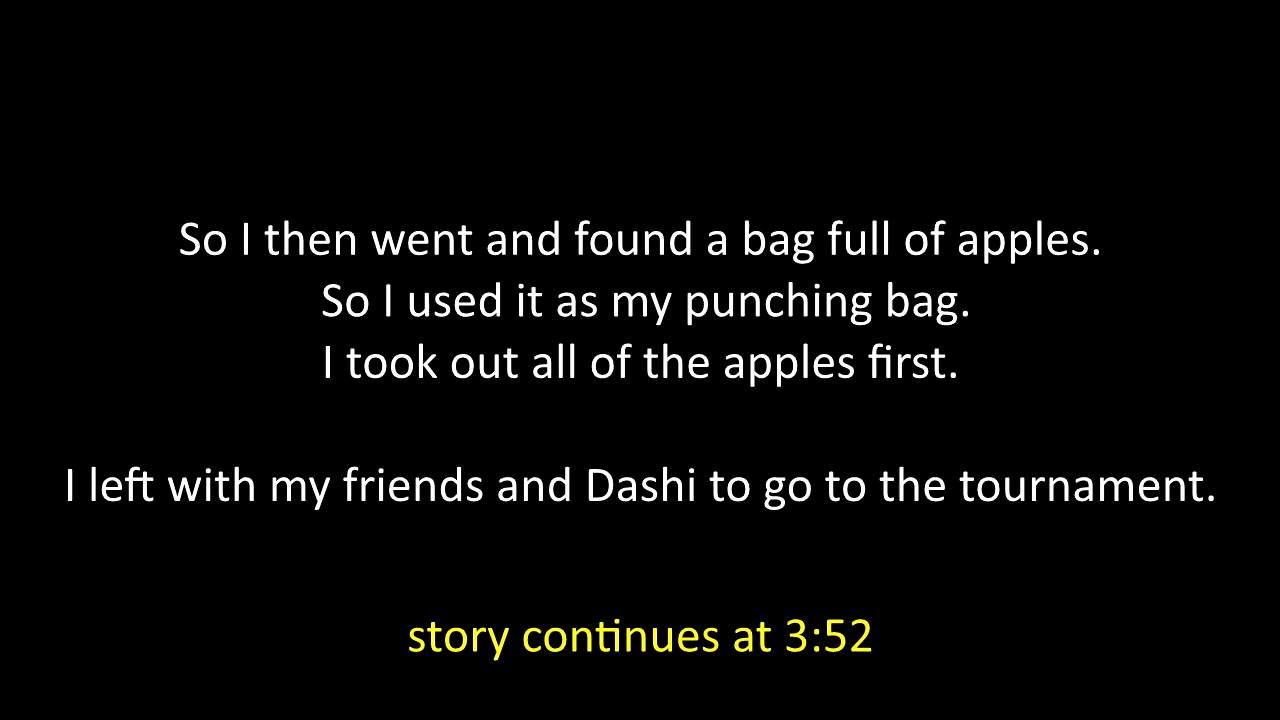 So I then went and found a bag full of apples.
So I used it as my punching bag.
I took out all of the apples first.
I left with my friends and Dashi to go to the tournament.
story continues at 3:52